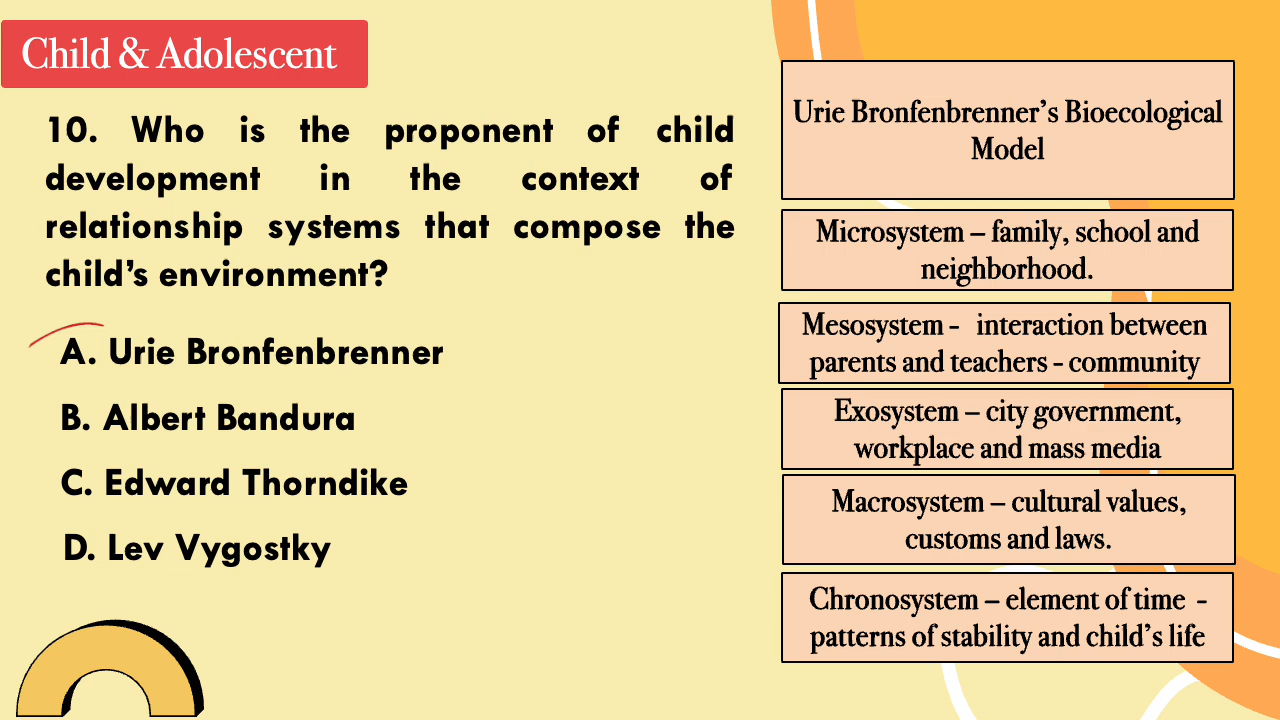 Child & Adolescent
10. Who is the proponent of child
development in the context of
relationship systems that compose the
child’s environment?
A. Urie Bronfenbrenner
B. Albert Bandura
C. Edward Thorndike
D. Lev Vygostky
Urie Bronfenbrenner’s Bioecological
Model
Microsystem – family, school and
neighborhood.
Mesosystem - interaction between
parents and teachers - community
Exosystem – city government,
workplace and mass media
Macrosystem – cultural values,
customs and laws.
Chronosystem – element of time -
patterns of stability and child’s life